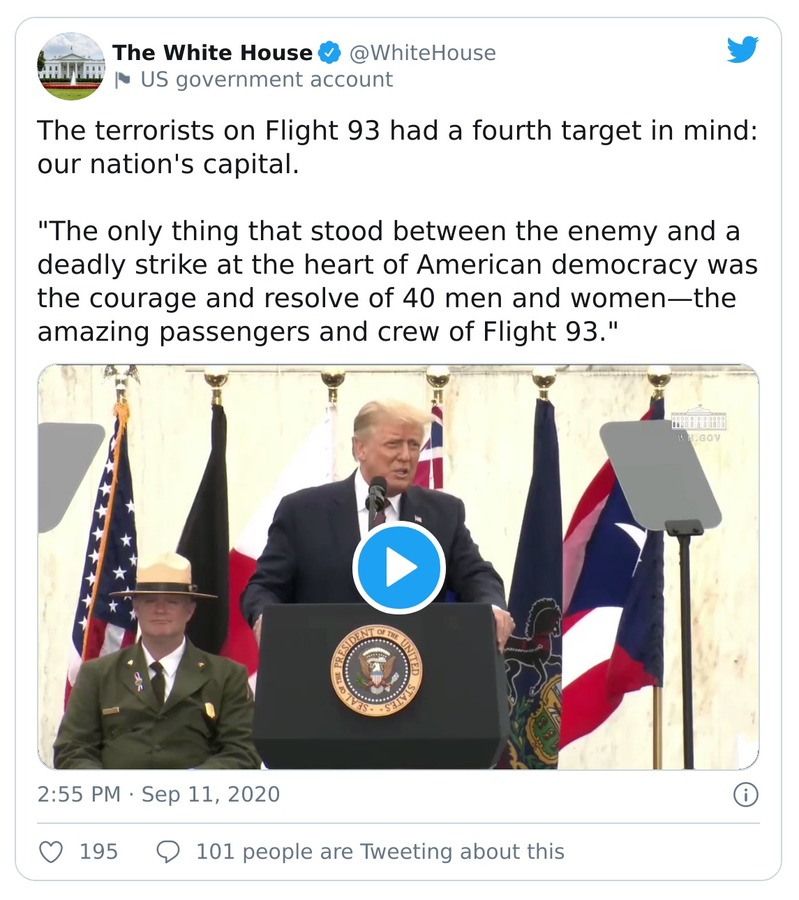 The White House @WhiteHouse
US government account
The terrorists on Flight 93 had a fourth target in mind:
our nation's capital.
"The only thing that stood between the enemy and a
deadly strike at the heart of American democracy was
the courage and resolve of 40 men and women—the
amazing passengers and crew of Flight 93."
WH.GOV
SEAL OF THE PRESIDENT OF THE UNITED STATES
2:55 PM · Sep 11, 2020
195 101 people are Tweeting about this